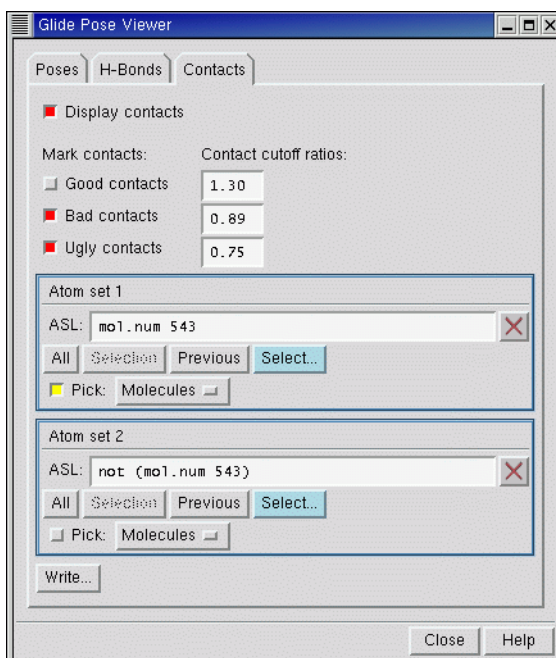 Glide Pose Viewer
Poses H-Bonds Contacts
Display contacts
Mark contacts: Contact cutoff ratios:
Good contacts 1.30
Bad contacts 0.89
Ugly contacts 0.75
Atom set 1
ASL: mol.num 543
All Selection Previous Select...
Pick: Molecules
Atom set 2
ASL: not (mol.num 543)
All Selection Previous Select...
Pick: Molecules
Write...
Close Help